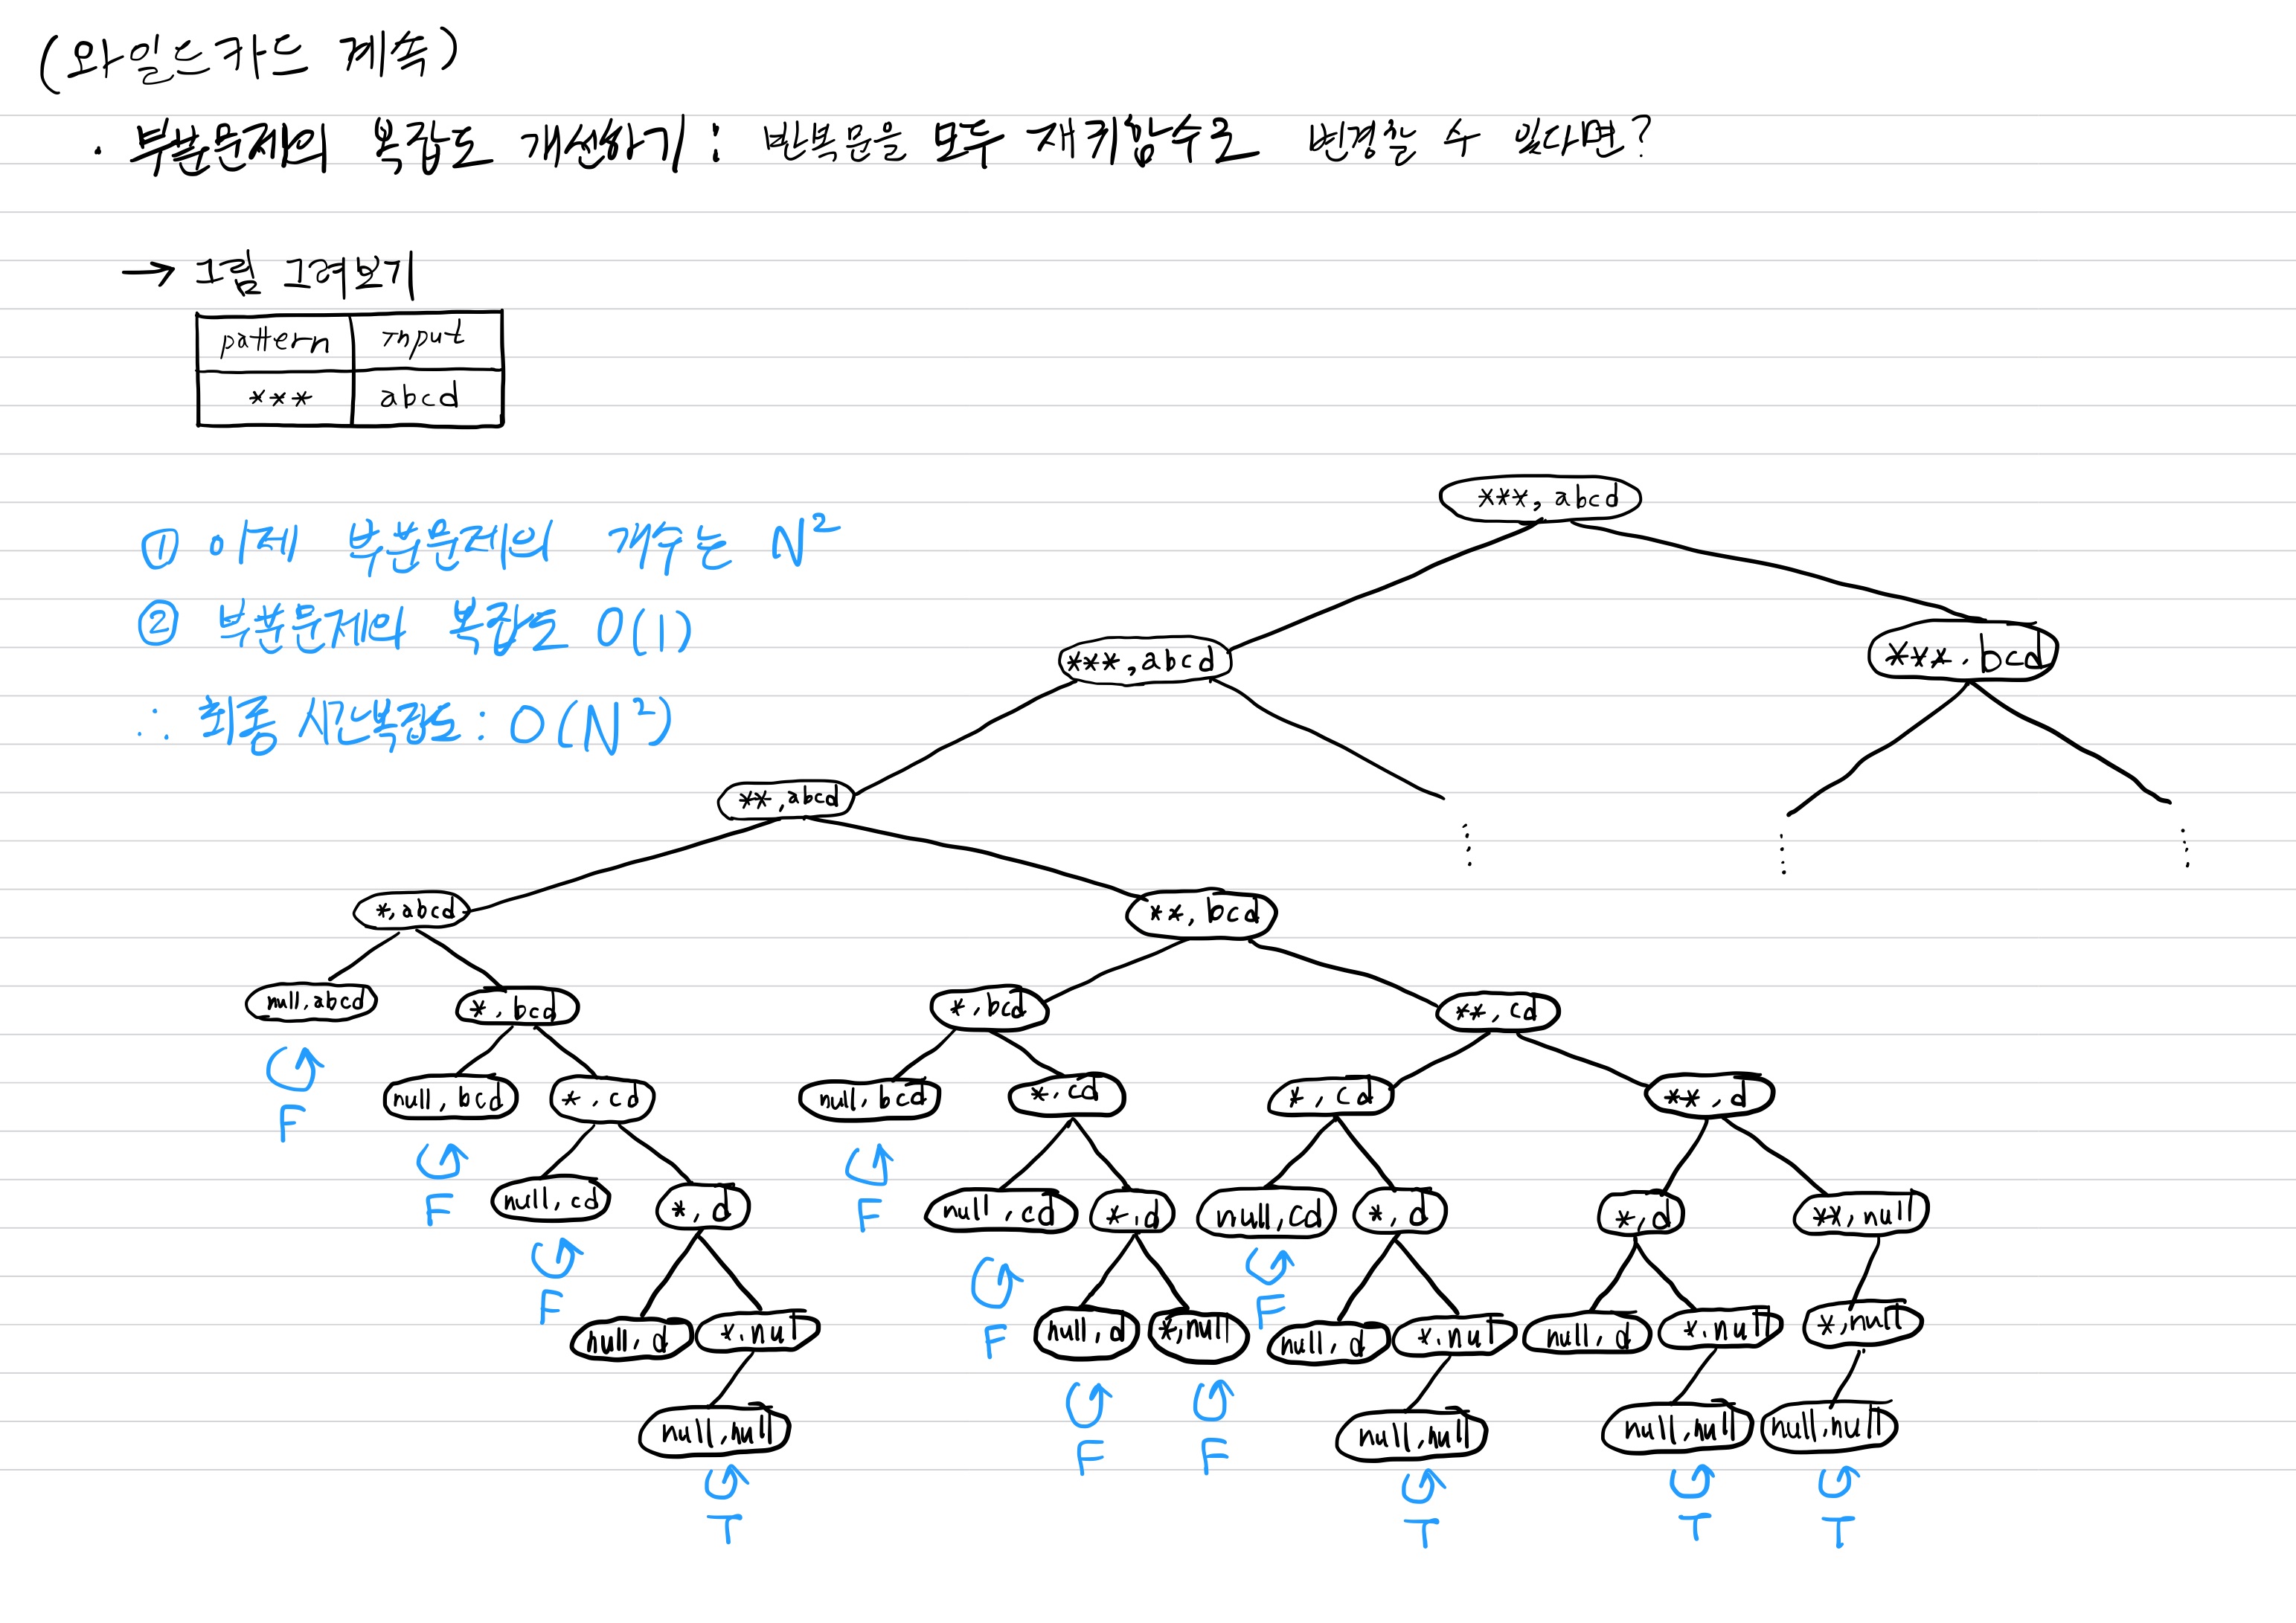 (와일드카드 계속)
· 부분문제의 복잡도 개선하기 : 반복문을 모두 재귀함수로 변경할 수 있다면?
→ 그림 그려보기
pattern input
*** abcd
***, abcd
① 이제 부분문제의 개수는 N²
② 부분문제의 복잡도 O(1)
***, abcd
***, bcd
∴ 최종 시간복잡도 : O(N²)
**, abcd
*, abcd
**, bcd
null, abcd
*, bcd
*, bcd
**, cd
F
null, bcd
*, cd
null, bcd
*, cd
*, cd
**, d
F
null, cd
*, d
F
null, cd
*, d
null, cd
*, d
*, d
**, null
F
null, d
*, null
F
null, d
*, null
F
null, d
*, null
null, d
*, null
*, null
null, null
F
F
null, null
null, null
null, null
T
T
T
T